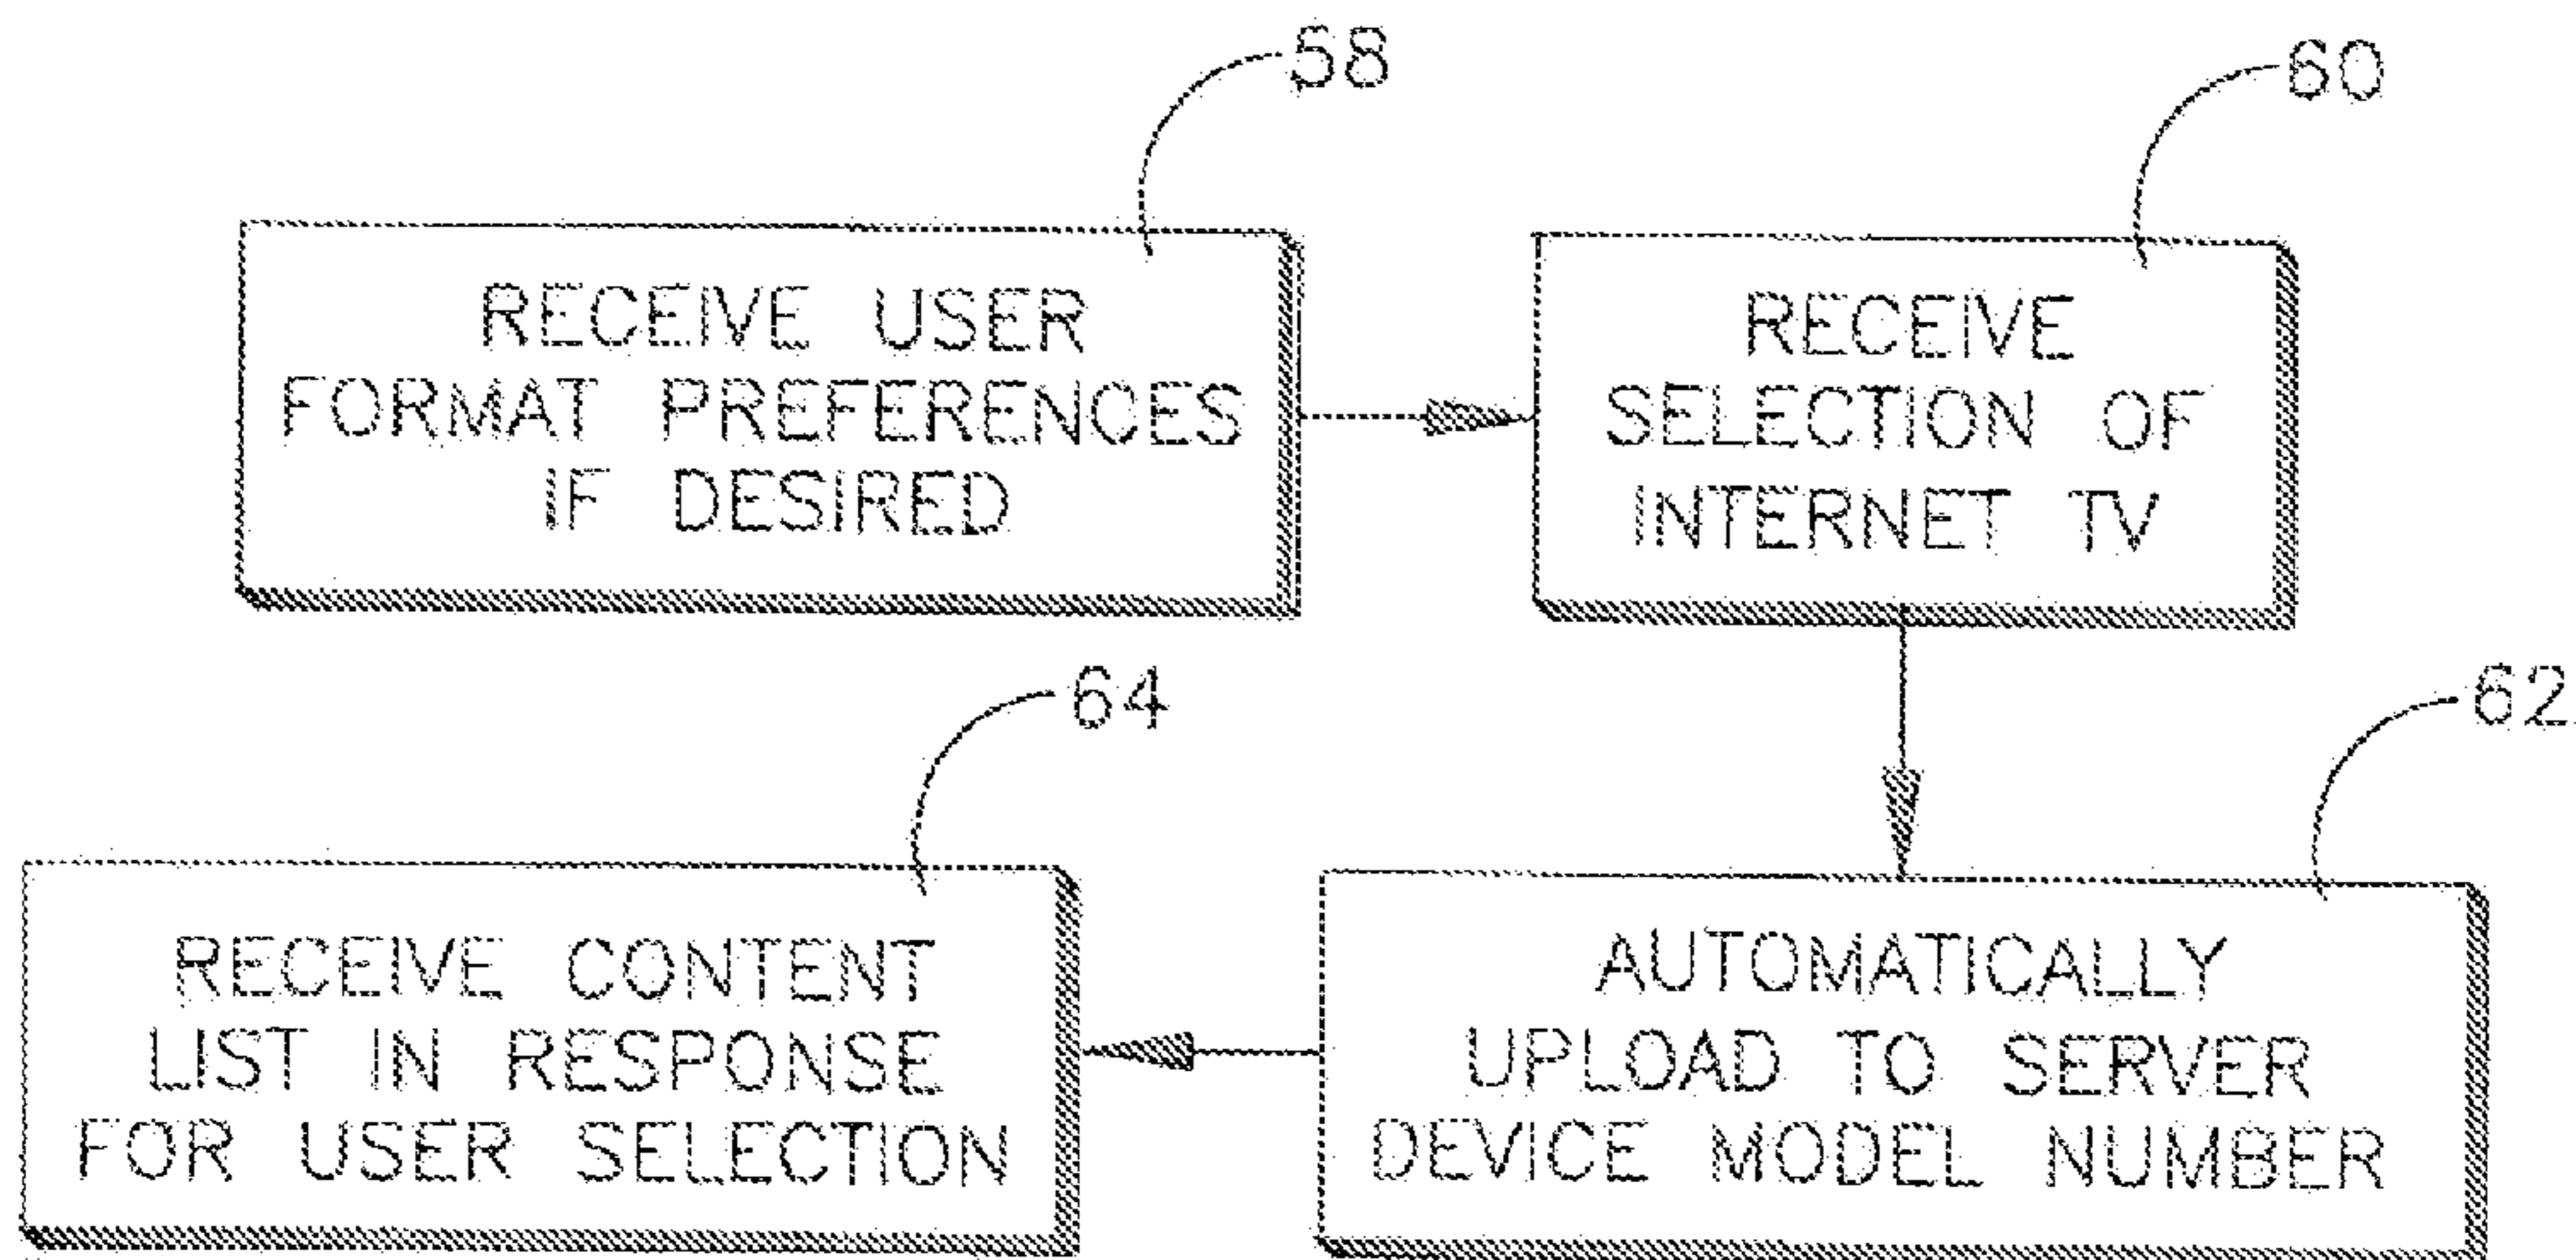 58
RECEIVE USER
FORMAT PREFERENCES
IF DESIRED
60
RECEIVE
SELECTION OF
INTERNET TV
62
AUTOMATICALLY
UPLOAD TO SERVER
DEVICE MODEL NUMBER
64
RECEIVE CONTENT
LIST IN RESPONSE
FOR USER SELECTION